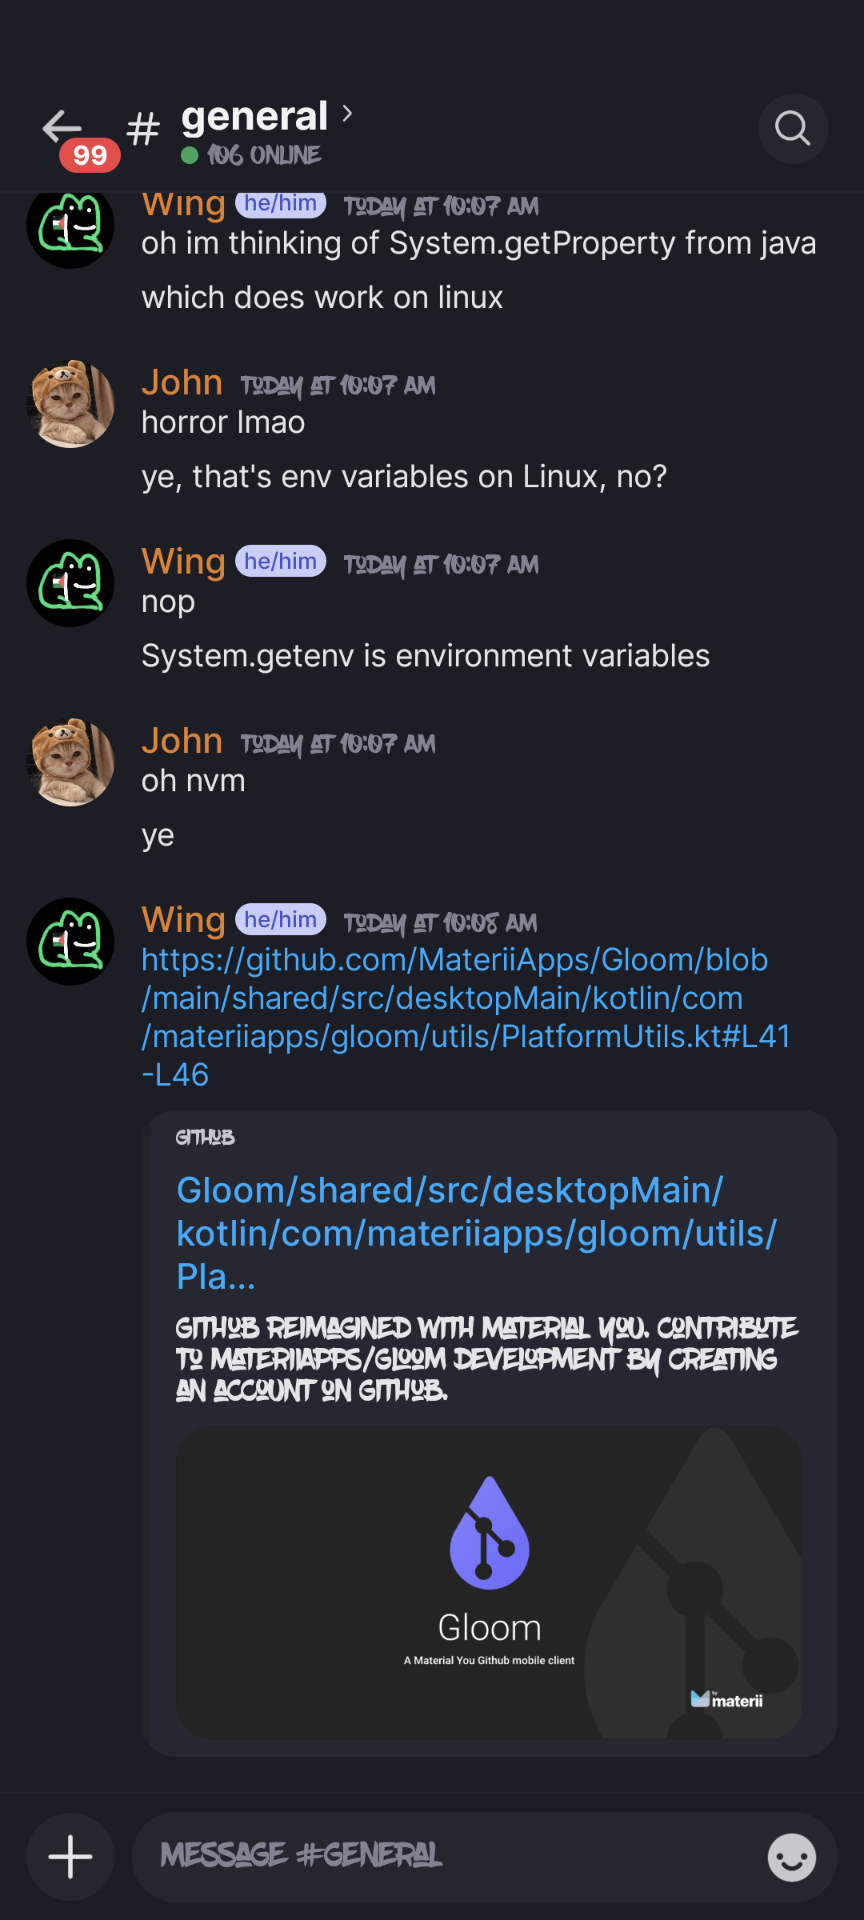 general
99
106 ONLINE
Wing he/him TODAY AT 10:07 AM
oh im thinking of System.getProperty from java
which does work on linux
John TODAY AT 10:07 AM
horror lmao
ye, that's env variables on Linux, no?
Wing he/him TODAY AT 10:07 AM
nop
System.getenv is environment variables
John TODAY AT 10:07 AM
oh nvm
ye
Wing he/him TODAY AT 10:08 AM
https://github.com/MateriiApps/Gloom/blob
/main/shared/src/desktopMain/kotlin/com
/materiiapps/gloom/utils/PlatformUtils.kt#L41
-L46
GITHUB
Gloom/shared/src/desktopMain/
kotlin/com/materiiapps/gloom/utils/
Pla...
GITHUB REIMAGINED WITH MATERIAL YOU. CONTRIBUTE
TO MATERIIAPPS/GLOOM DEVELOPMENT BY CREATING
AN ACCOUNT ON GITHUB.
Gloom
A Material You Github mobile client
by
materii
MESSAGE #GENERAL